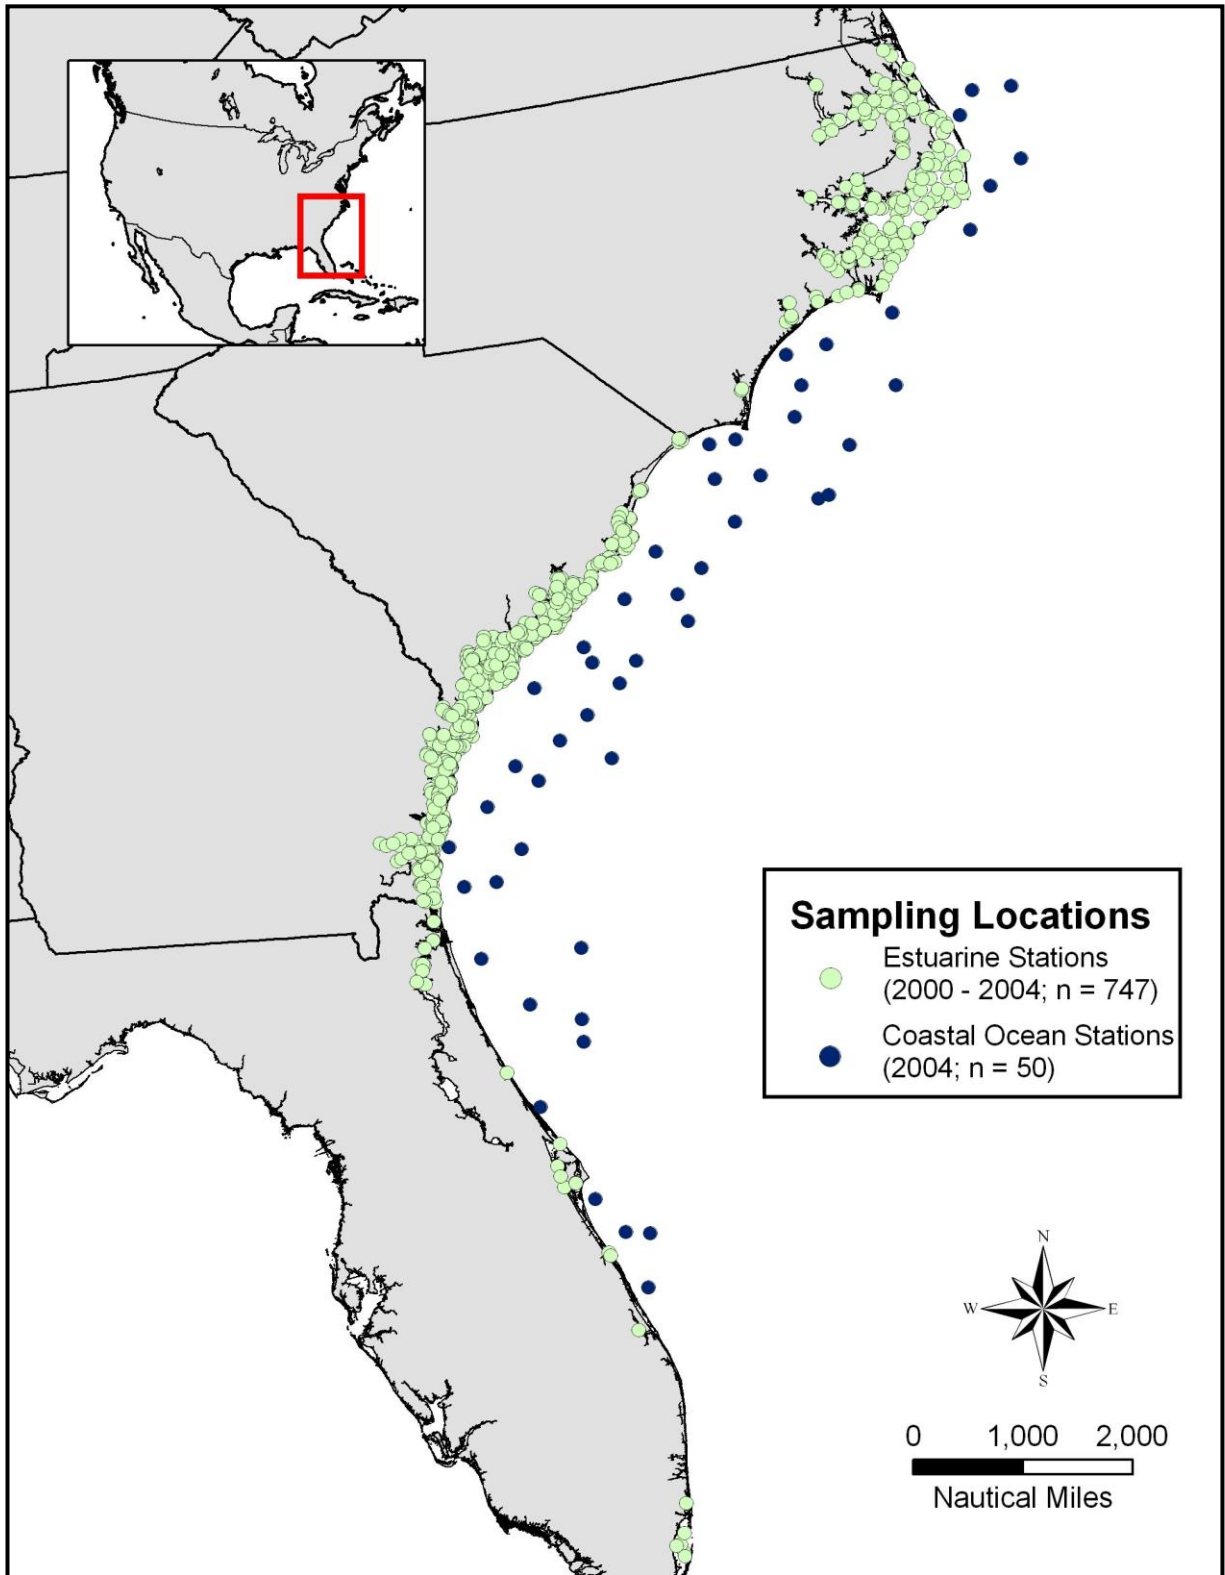 Sampling Locations
Estuarine Stations
(2000 - 2004; n = 747)
Coastal Ocean Stations
(2004; n = 50)
N
W E
S
0 1,000 2,000
Nautical Miles